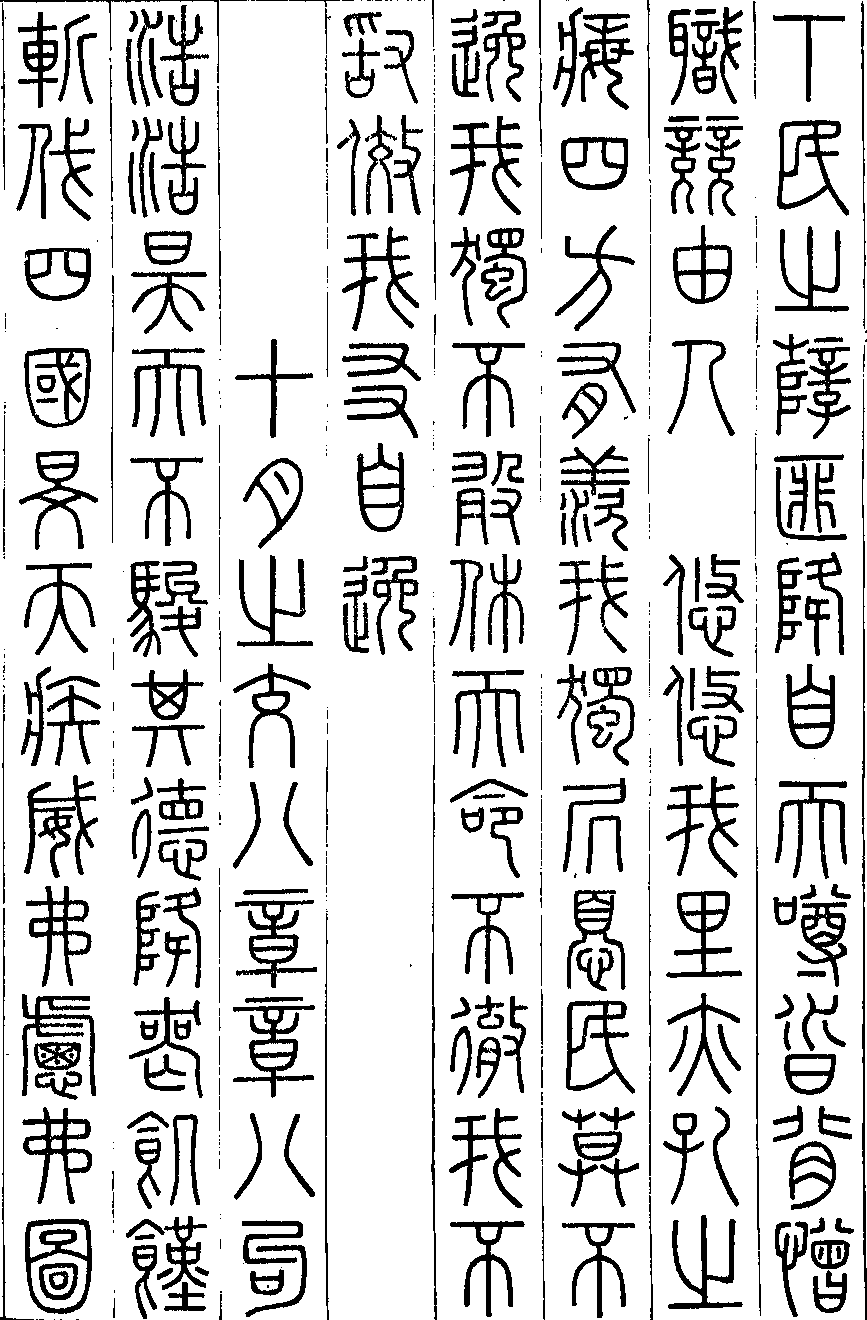 下民之孽匪降自天噂沓背憎
職競由人　悠悠我里亦孔之
痗四方有羨我獨居憂民莫不
逸我獨不敢休天命不徹我不
敢傚我友自逸
十月之交八章章八句
浩浩昊天不駿其德降喪飢饉
斬伐四國旻天疾威弗慮弗圖